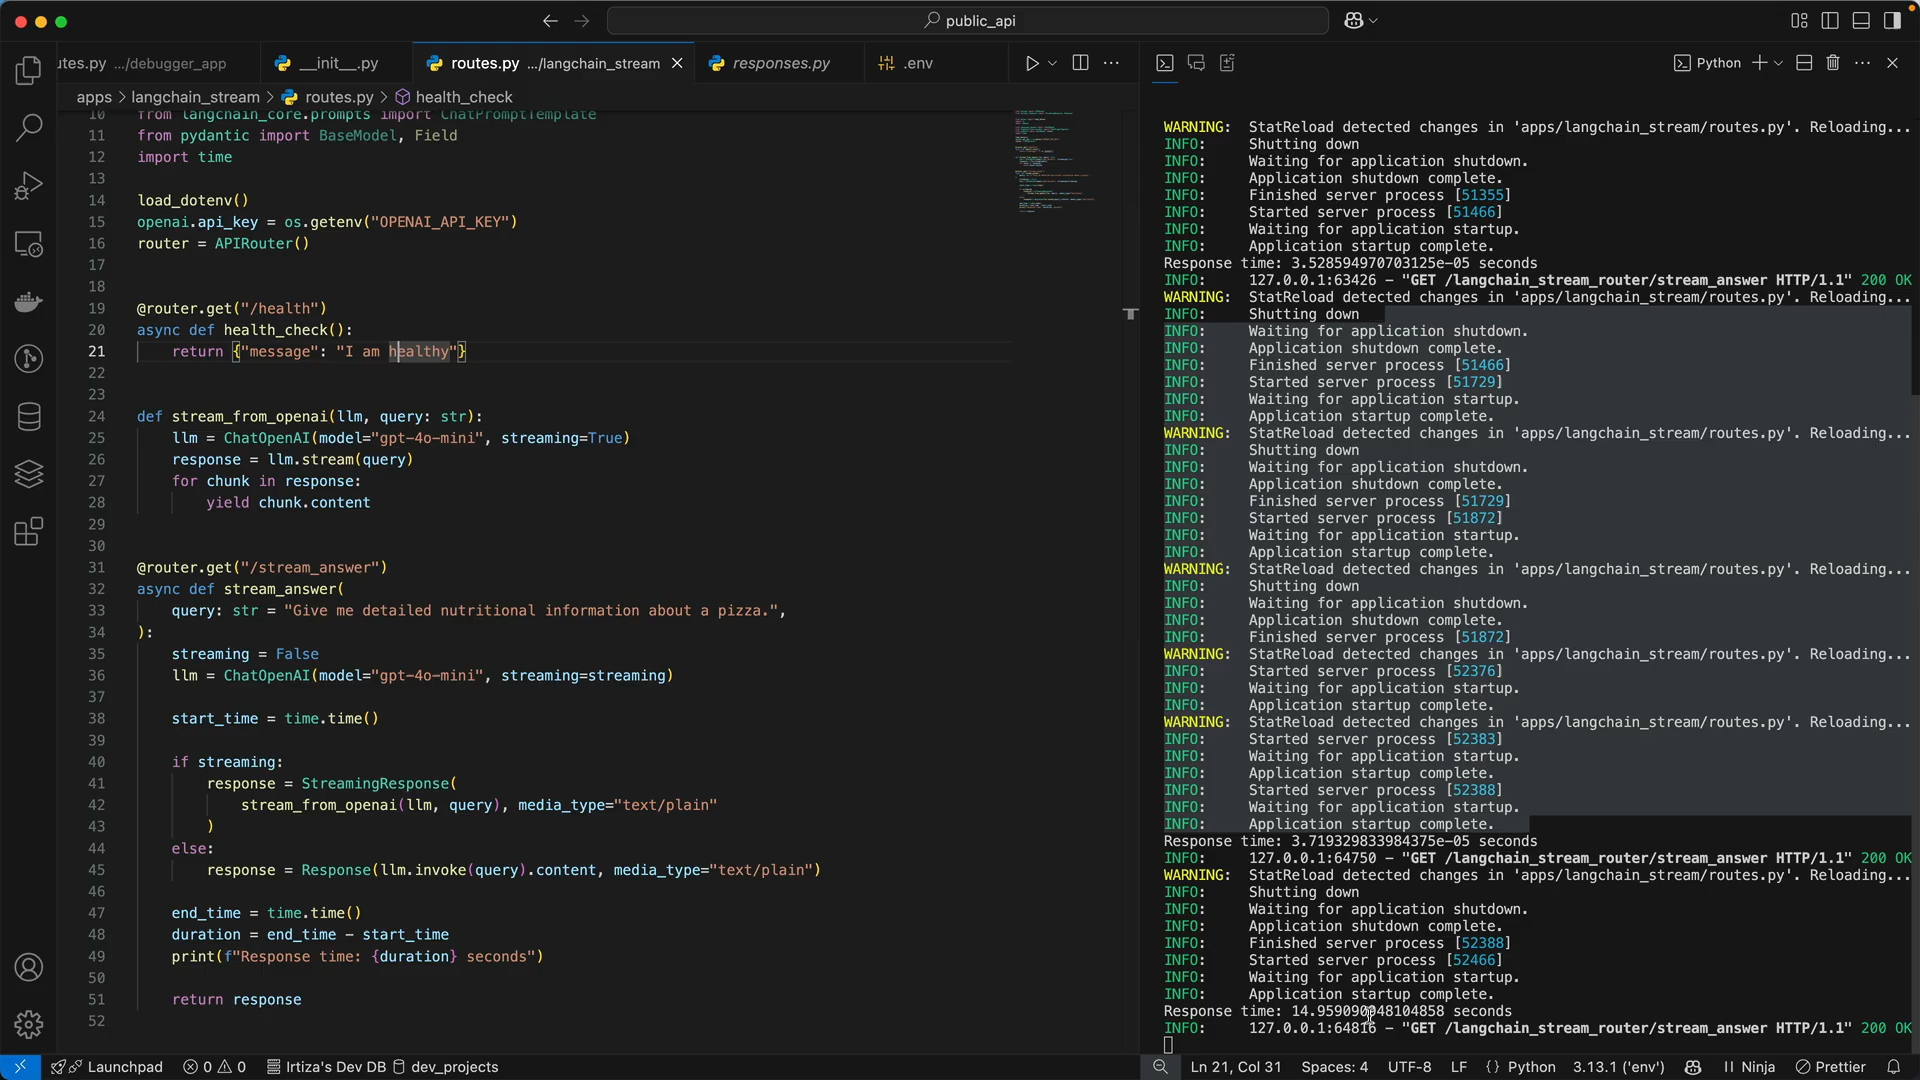 public_api
utes.py .../debugger_app
__init__.py
routes.py .../langchain_stream
responses.py
.env
Python
apps > langchain_stream > routes.py > health_check
10 from langchain_core.prompts import ChatPromptTemplate
11 from pydantic import BaseModel, Field
12 import time
13
14 load_dotenv()
15 openai.api_key = os.getenv("OPENAI_API_KEY")
16 router = APIRouter()
17
18
19 @router.get("/health")
20 async def health_check():
21 return {"message": "I am healthy"}
22
23
24 def stream_from_openai(llm, query: str):
25 llm = ChatOpenAI(model="gpt-4o-mini", streaming=True)
26 response = llm.stream(query)
27 for chunk in response:
28 yield chunk.content
29
30
31 @router.get("/stream_answer")
32 async def stream_answer(
33 query: str = "Give me detailed nutritional information about a pizza.",
34 ):
35 streaming = False
36 llm = ChatOpenAI(model="gpt-4o-mini", streaming=streaming)
37
38 start_time = time.time()
39
40 if streaming:
41 response = StreamingResponse(
42 stream_from_openai(llm, query), media_type="text/plain"
43 )
44 else:
45 response = Response(llm.invoke(query).content, media_type="text/plain")
46
47 end_time = time.time()
48 duration = end_time - start_time
49 print(f"Response time: {duration} seconds")
50
51 return response
52
WARNING: StatReload detected changes in 'apps/langchain_stream/routes.py'. Reloading...
INFO: Shutting down
INFO: Waiting for application shutdown.
INFO: Application shutdown complete.
INFO: Finished server process [51355]
INFO: Started server process [51466]
INFO: Waiting for application startup.
INFO: Application startup complete.
Response time: 3.528594970703125e-05 seconds
INFO: 127.0.0.1:63426 - "GET /langchain_stream_router/stream_answer HTTP/1.1" 200 OK
WARNING: StatReload detected changes in 'apps/langchain_stream/routes.py'. Reloading...
INFO: Shutting down
INFO: Waiting for application shutdown.
INFO: Application shutdown complete.
INFO: Finished server process [51466]
INFO: Started server process [51729]
INFO: Waiting for application startup.
INFO: Application startup complete.
WARNING: StatReload detected changes in 'apps/langchain_stream/routes.py'. Reloading...
INFO: Shutting down
INFO: Waiting for application shutdown.
INFO: Application shutdown complete.
INFO: Finished server process [51729]
INFO: Started server process [51872]
INFO: Waiting for application startup.
INFO: Application startup complete.
WARNING: StatReload detected changes in 'apps/langchain_stream/routes.py'. Reloading...
INFO: Shutting down
INFO: Waiting for application shutdown.
INFO: Application shutdown complete.
INFO: Finished server process [51872]
WARNING: StatReload detected changes in 'apps/langchain_stream/routes.py'. Reloading...
INFO: Started server process [52376]
INFO: Waiting for application startup.
INFO: Application startup complete.
WARNING: StatReload detected changes in 'apps/langchain_stream/routes.py'. Reloading...
INFO: Started server process [52383]
INFO: Waiting for application startup.
INFO: Application startup complete.
INFO: Started server process [52388]
INFO: Waiting for application startup.
INFO: Application startup complete.
Response time: 3.719329833984375e-05 seconds
INFO: 127.0.0.1:64750 - "GET /langchain_stream_router/stream_answer HTTP/1.1" 200 OK
WARNING: StatReload detected changes in 'apps/langchain_stream/routes.py'. Reloading...
INFO: Shutting down
INFO: Waiting for application shutdown.
INFO: Application shutdown complete.
INFO: Finished server process [52388]
INFO: Started server process [52466]
INFO: Waiting for application startup.
INFO: Application startup complete.
Response time: 14.959090948104858 seconds
INFO: 127.0.0.1:64816 - "GET /langchain_stream_router/stream_answer HTTP/1.1" 200 OK
Launchpad 0 0 Irtiza's Dev DB dev_projects Ln 21, Col 31 Spaces: 4 UTF-8 LF {} Python 3.13.1 ('env') Ninja Prettier